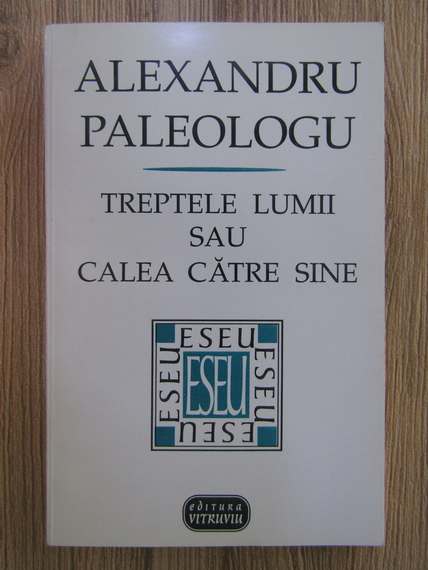 ALEXANDRU
PALEOLOGU
TREPTELE LUMII
SAU
CALEA CĂTRE SINE
ESEU
ESEU
ESEU
ESEU
ESEU
editura
VITRUVIU